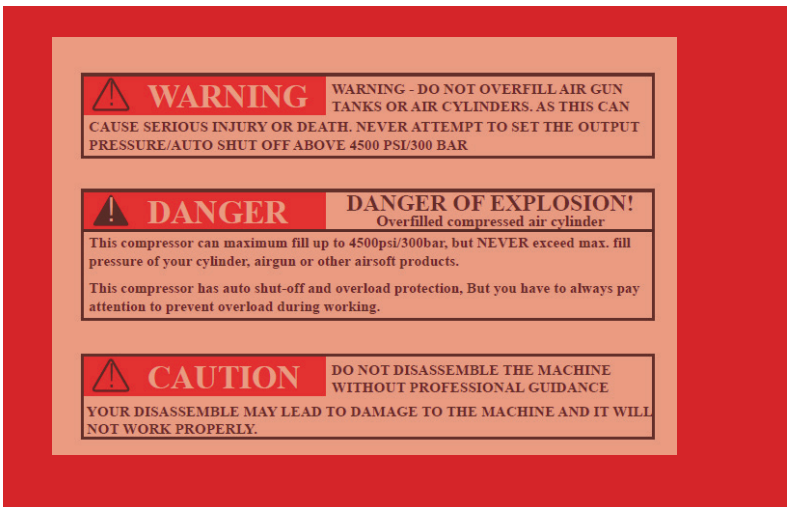 WARNING
WARNING - DO NOT OVERFILL AIR GUN
TANKS OR AIR CYLINDERS. AS THIS CAN
CAUSE SERIOUS INJURY OR DEATH. NEVER ATTEMPT TO SET THE OUTPUT
PRESSURE/AUTO SHUT OFF ABOVE 4500 PSI/300 BAR
DANGER
DANGER OF EXPLOSION!
Overfilled compressed air cylinder
This compressor can maximum fill up to 4500psi/300bar, but NEVER exceed max. fill
pressure of your cylinder, airgun or other airsoft products.
This compressor has auto shut-off and overload protection, But you have to always pay
attention to prevent overload during working.
CAUTION
DO NOT DISASSEMBLE THE MACHINE
WITHOUT PROFESSIONAL GUIDANCE
YOUR DISASSEMBLE MAY LEAD TO DAMAGE TO THE MACHINE AND IT WILL
NOT WORK PROPERLY.